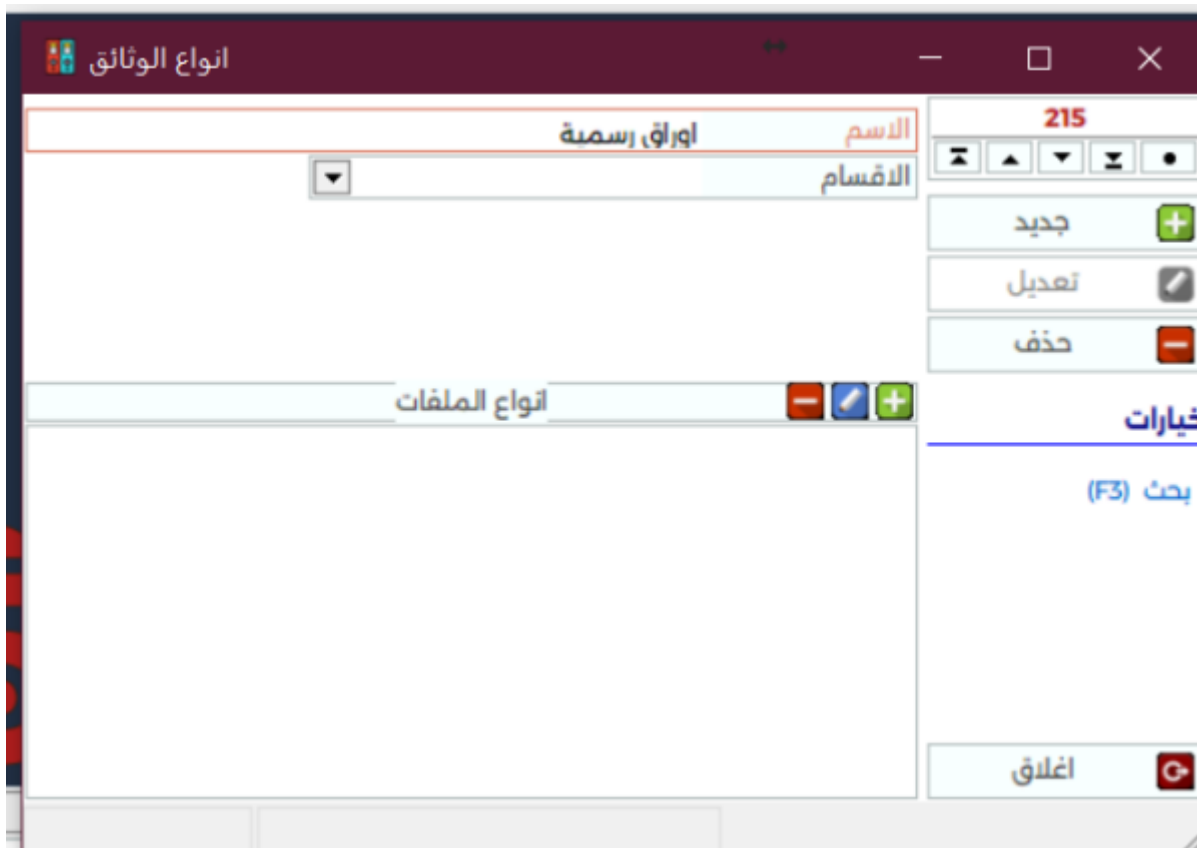 انواع الوثائق
215
الاسم اوراق رسمية
الاقسام
جديد
تعديل
حذف
انواع الملفات
خيارات
بحث (F3)
اغلاق